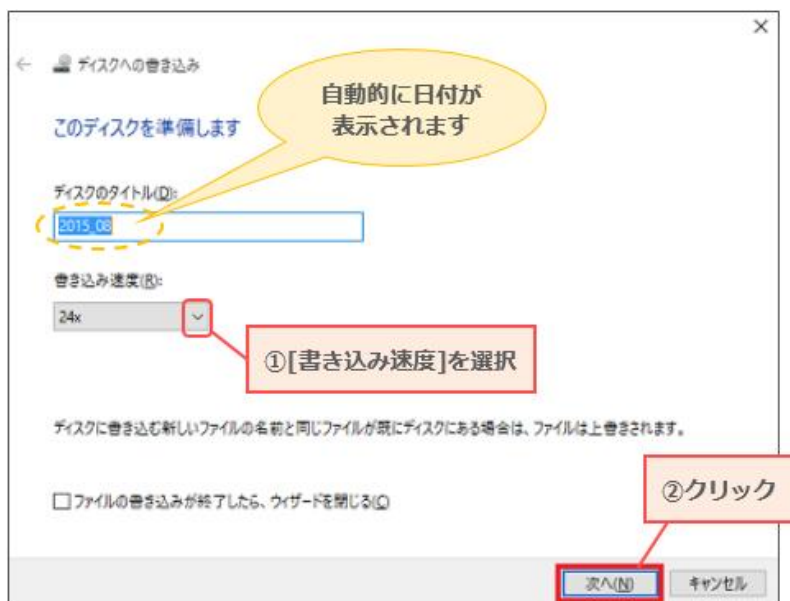 ディスクへの書き込み
自動的に日付が
表示されます
このディスクを準備します
ディスクのタイトル(D):
2015_08
書き込み速度(R):
24x
①[書き込み速度]を選択
ディスクに書き込む新しいファイルの名前と同じファイルが既にディスクにある場合は、ファイルは上書きされます。
②クリック
ファイルの書き込みが終了したら、ウィザードを閉じる(C)
次へ(N)
キャンセル